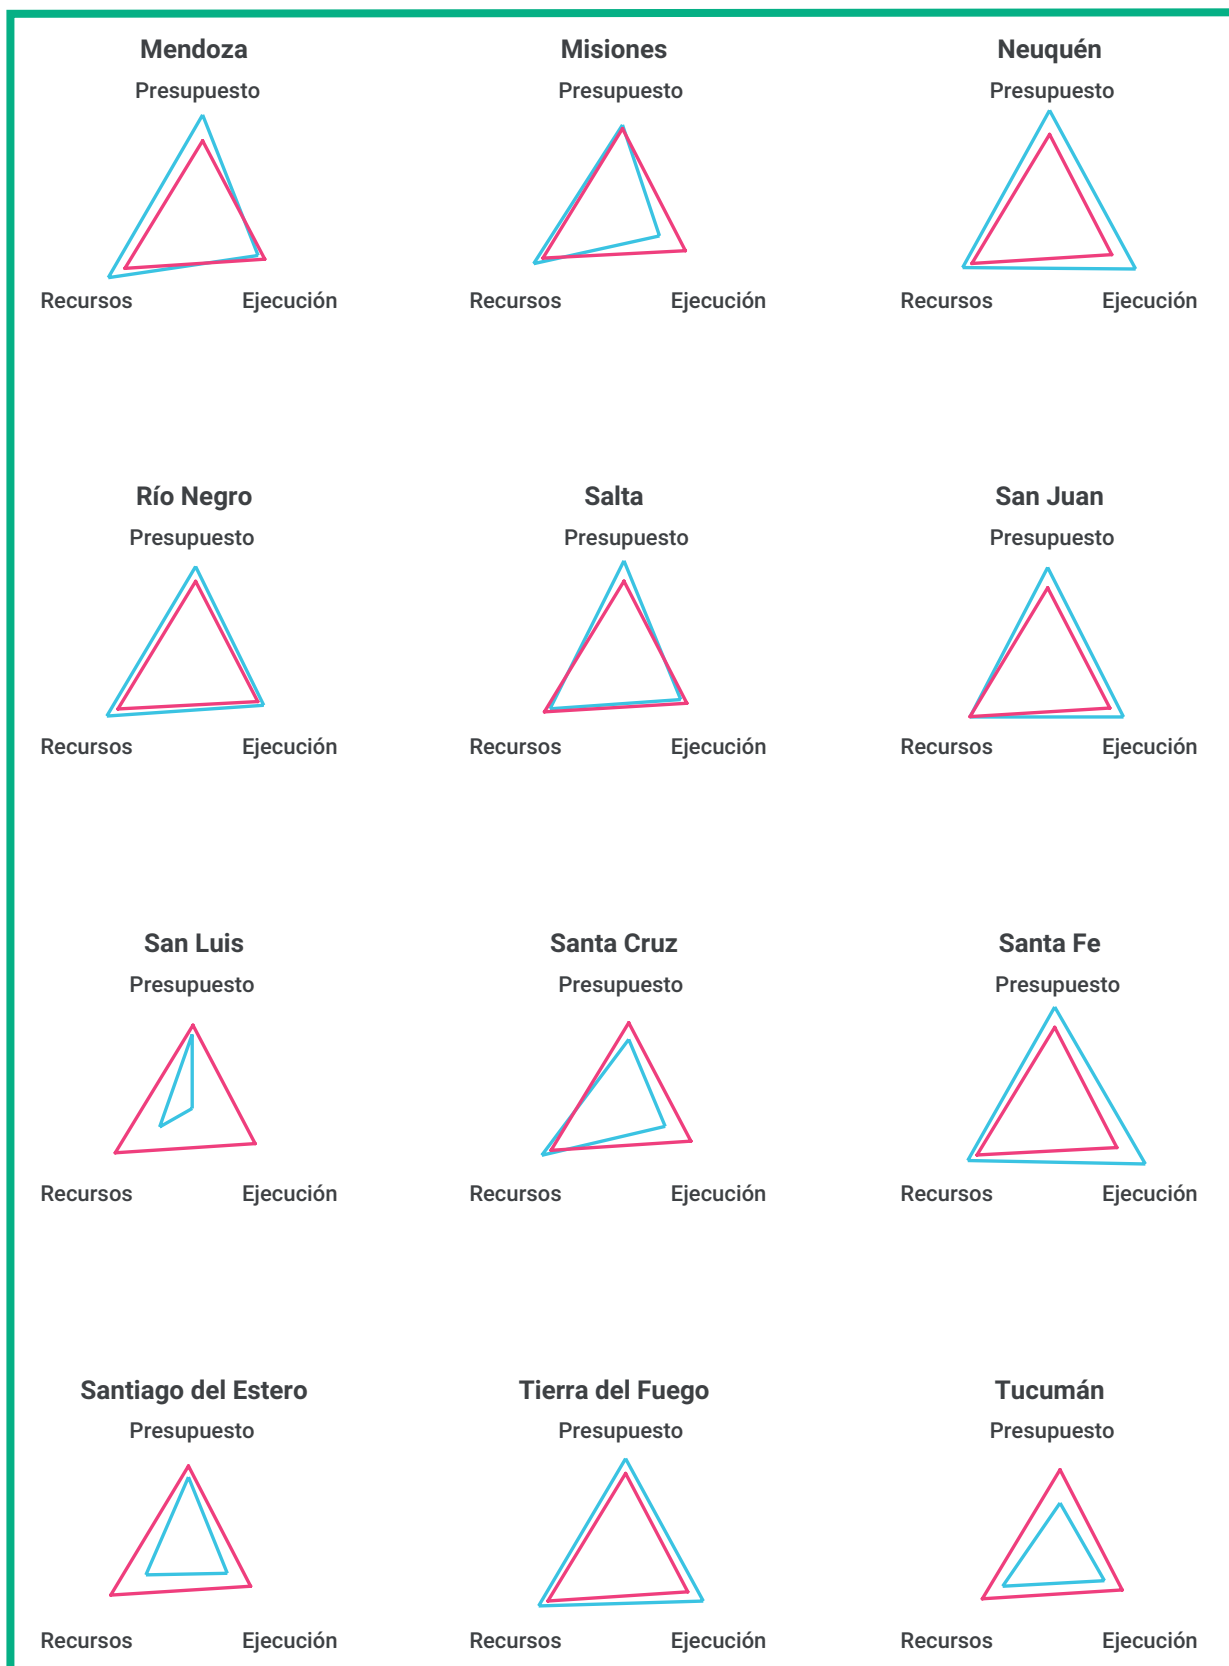 Mendoza
Presupuesto
Recursos
Ejecución
Misiones
Presupuesto
Recursos
Ejecución
Neuquén
Presupuesto
Recursos
Ejecución
Río Negro
Presupuesto
Recursos
Ejecución
Salta
Presupuesto
Recursos
Ejecución
San Juan
Presupuesto
Recursos
Ejecución
San Luis
Presupuesto
Recursos
Ejecución
Santa Cruz
Presupuesto
Recursos
Ejecución
Santa Fe
Presupuesto
Recursos
Ejecución
Santiago del Estero
Presupuesto
Recursos
Ejecución
Tierra del Fuego
Presupuesto
Recursos
Ejecución
Tucumán
Presupuesto
Recursos
Ejecución